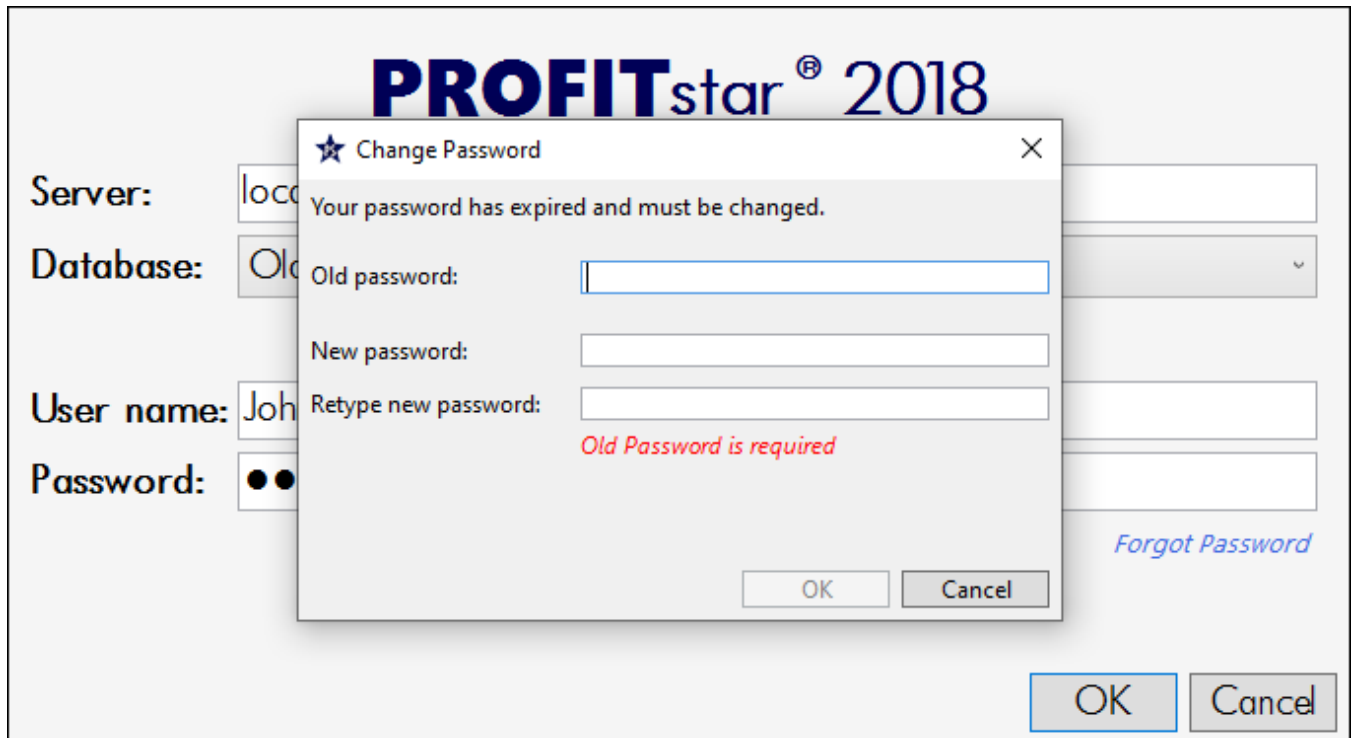 PROFITstar® 2018
Change Password
Your password has expired and must be changed.
Old password:
New password:
Retype new password:
Old Password is required
OK Cancel
Server:
Database:
User name:
Password: ●●
Forgot Password
OK Cancel